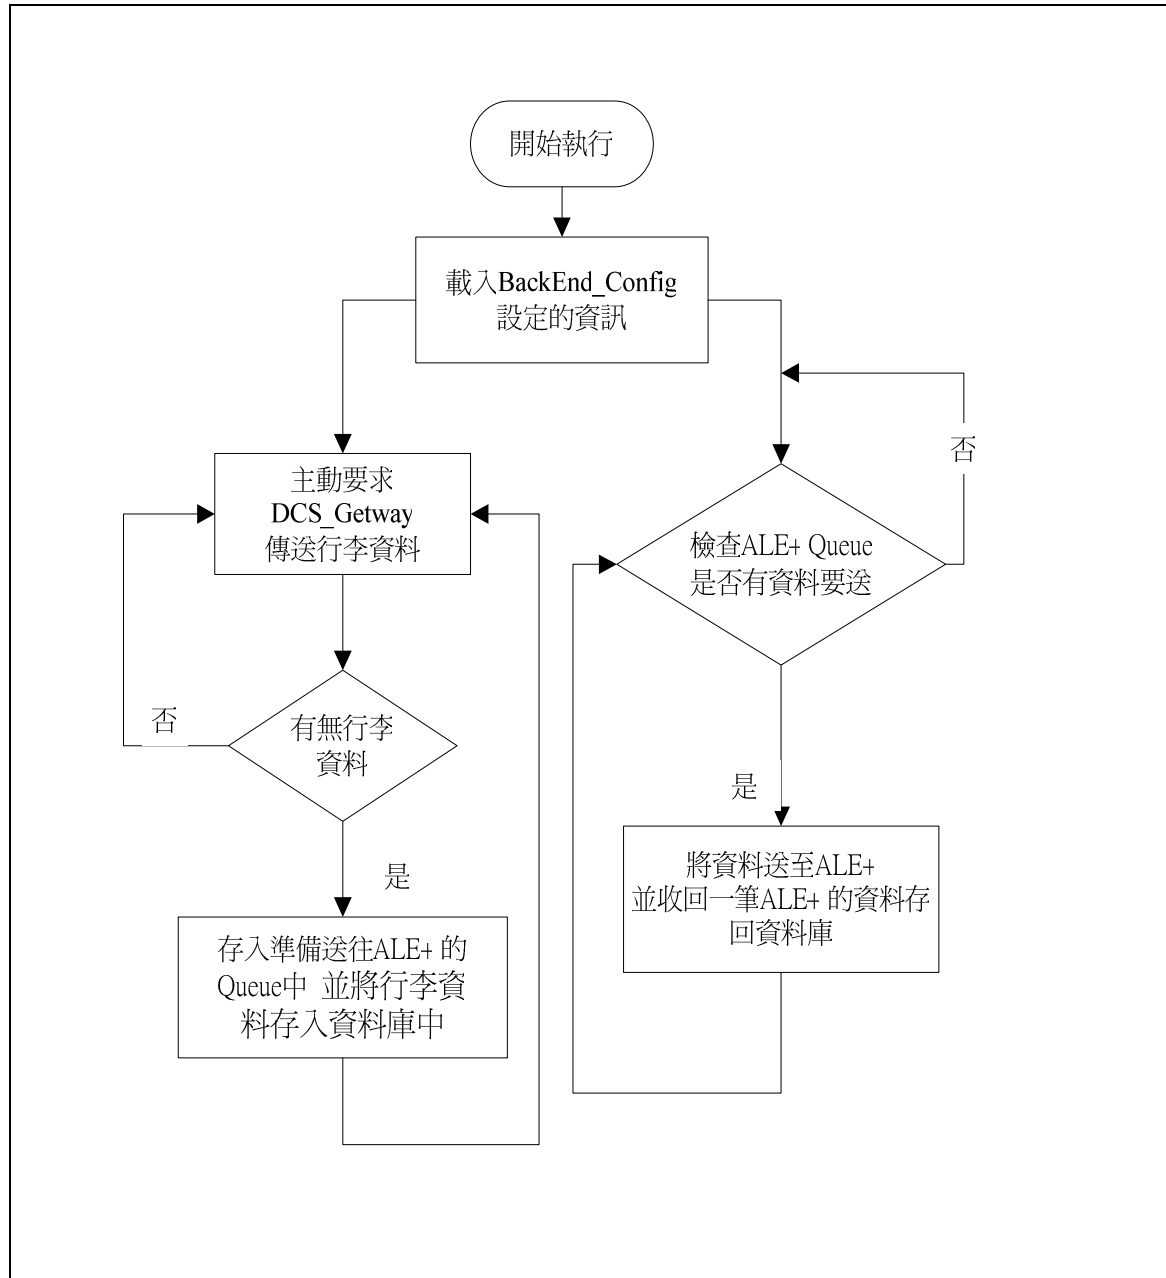 開始執行
載入BackEnd_Config
設定的資訊
主動要求
DCS_Getway
傳送行李資料
有無行李
資料
否
是
存入準備送往ALE+ 的
Queue中 並將行李資
料存入資料庫中
檢查ALE+ Queue
是否有資料要送
否
是
將資料送至ALE+
並收回一筆ALE+ 的資料存
回資料庫